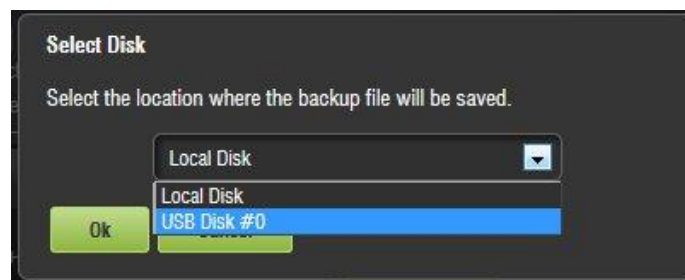 Select Disk
Select the location where the backup file will be saved.
Local Disk
Local Disk
USB Disk #0
Ok